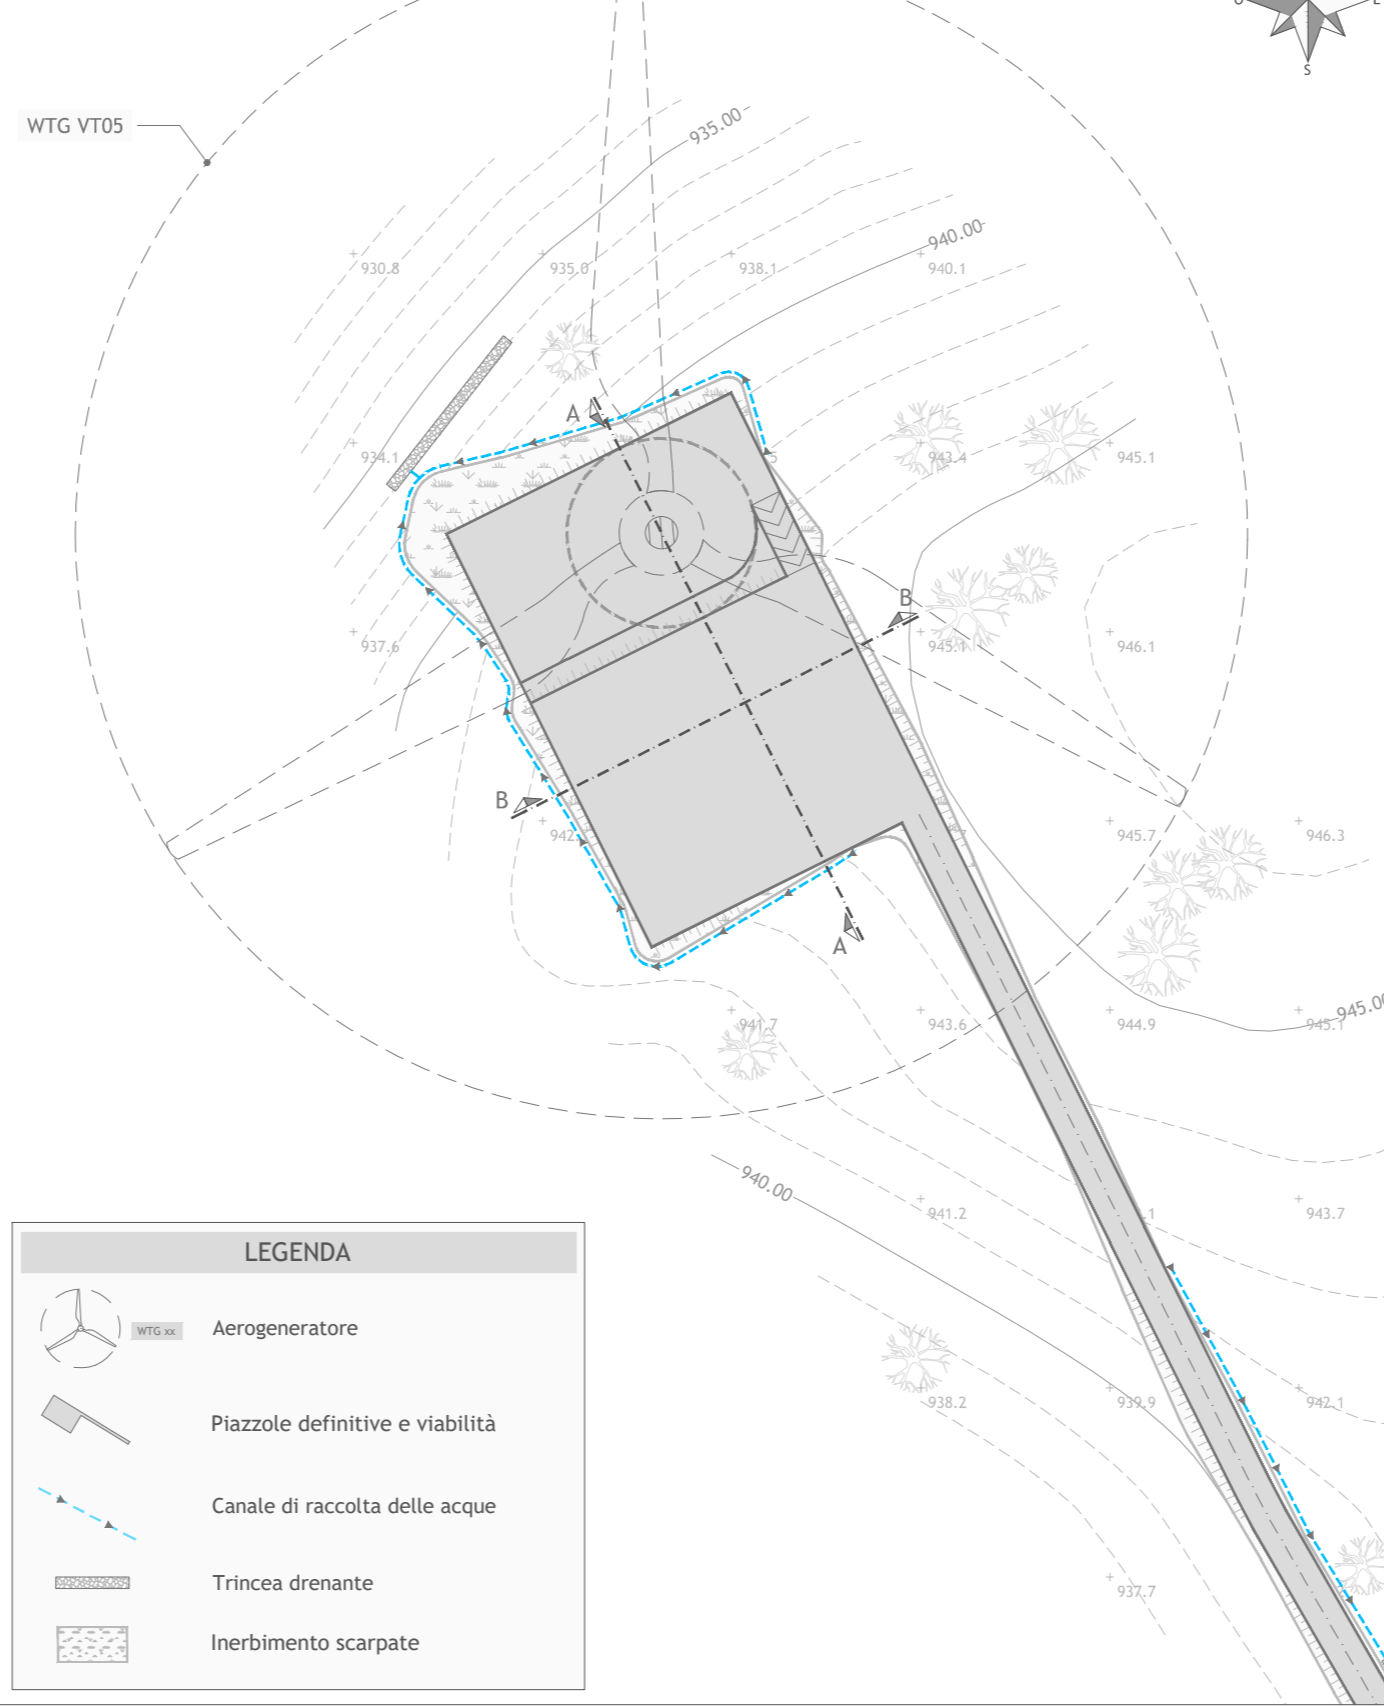 S
WTG VT05
935.00
940.00
930.8
935.0
938.1
940.1
A
934.1
943.4
945.1
B
937.6
945.1
946.1
B
942.
945.7
946.3
A
941.7
943.6
944.9
945.1
945.00
940.00
941.2
943.7
LEGENDA
WTG xx
Aerogeneratore
938.2
939.9
942.1
Piazzole definitive e viabilità
Canale di raccolta delle acque
Trincea drenante
937.7
Inerbimento scarpate